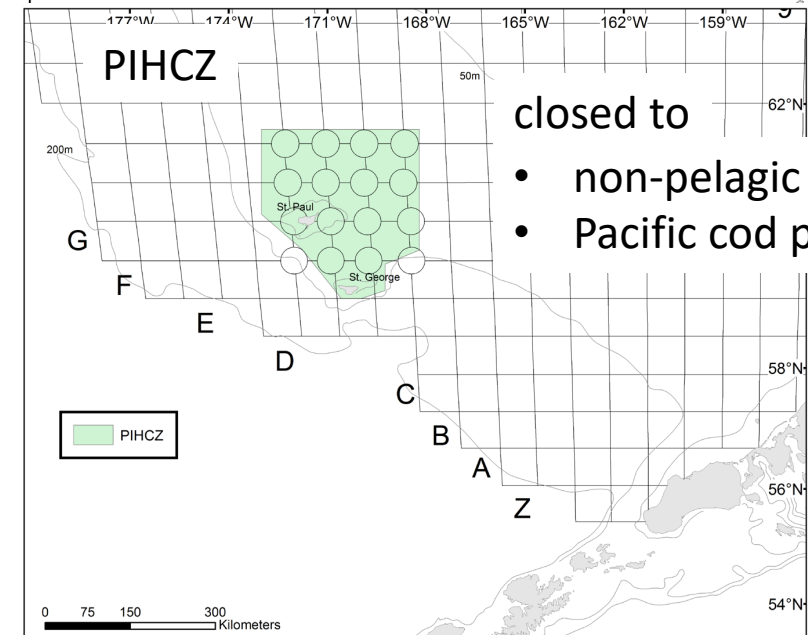 177°W 174°W 171°W 168°W 165°W 162°W 159°W
PIHCZ
50m
closed to
62°N
• non-pelagic
200m
• Pacific cod p
St. Paul
G
St. George
F
E
D
58°N
C
B
PIHCZ
A
56°N
Z
0 75 150 300
Kilometers
54°N